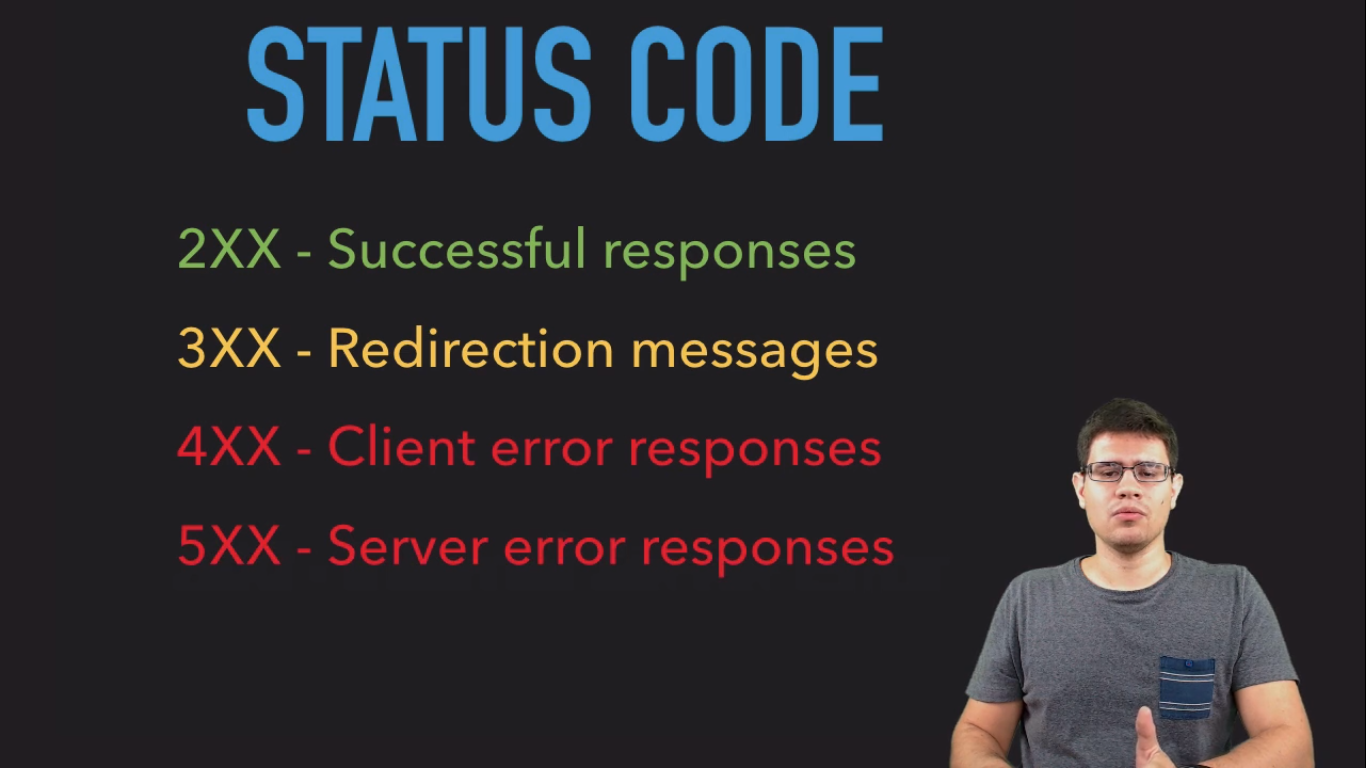 STATUS CODE
2XX - Successful responses
3XX - Redirection messages
4XX - Client error responses
5XX - Server error responses